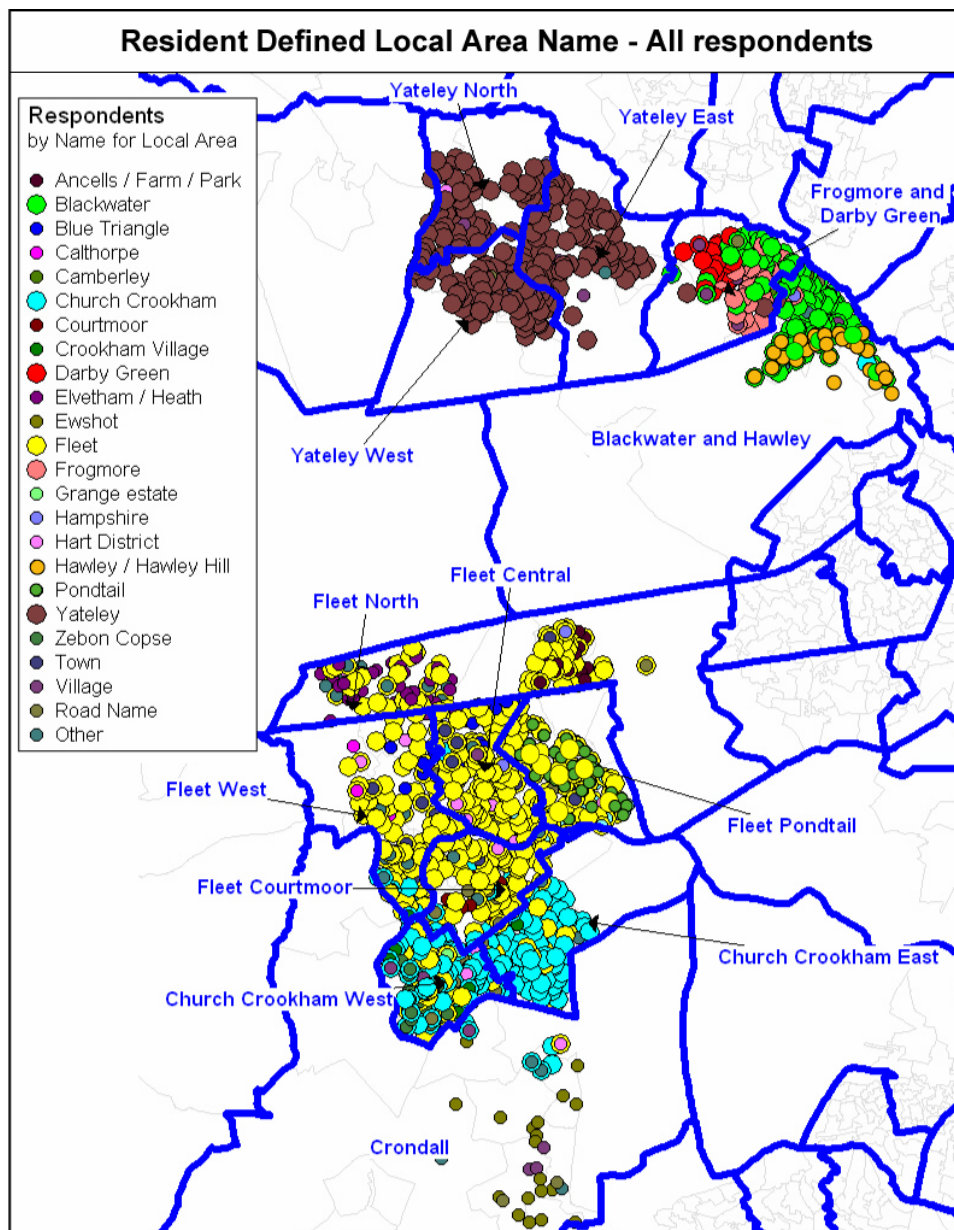 Resident Defined Local Area Name - All respondents
Respondents
by Name for Local Area
Ancells / Farm / Park
Blackwater
Blue Triangle
Calthorpe
Camberley
Church Crookham
Courtmoor
Crookham Village
Darby Green
Elvetham / Heath
Ewshot
Fleet
Frogmore
Grange estate
Hampshire
Hart District
Hawley / Hawley Hill
Pondtail
Yateley
Zebon Copse
Town
Village
Road Name
Other
Yateley North
Yateley East
Frogmore and
Darby Green
Yateley West
Blackwater and Hawley
Fleet Central
Fleet North
Fleet West
Fleet Pondtail
Fleet Courtmoor
Church Crookham East
Church Crookham West
Crondall